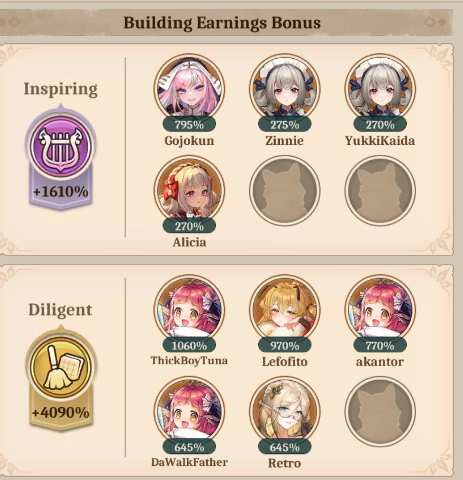 Building Earnings Bonus
Inspiring
+1610%
795%
275%
270%
Gojokun
Zinnie
YukkiKaida
270%
Alicia
Diligent
+4090%
1060%
970%
770%
ThickBoyTuna
Lefofito
akantor
645%
645%
DaWalkFather
Retro